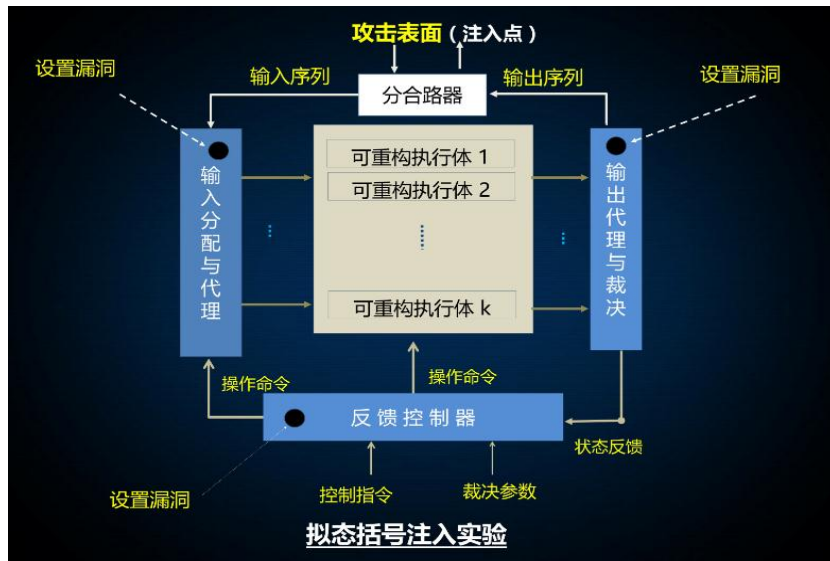 攻击表面(注入点)
设置漏洞
输入序列
分合路器
输出序列
设置漏洞
输入分配与代理
可重构执行体 1
可重构执行体 2
可重构执行体 k
输出代理与裁决
操作命令
操作命令
反馈控制器
状态反馈
设置漏洞
控制指令
裁决参数
拟态括号注入实验